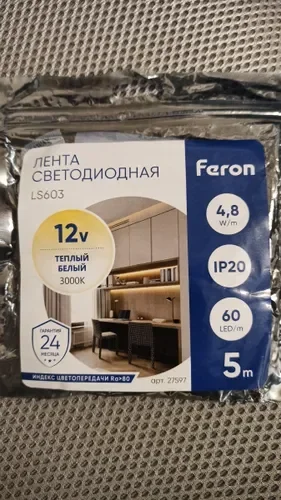 ЛЕНТА
СВЕТОДИОДНАЯ
LS603
feron
12v
ТЕПЛЫЙ
БЕЛЫЙ
3000К
4,8
W/m
IP20
60
LED/m
5m
ГАРАНТИЯ
24
МЕСЯЦА
ИНДЕКС ЦВЕТОПЕРЕДАЧИ Ra>80
арт. 27597